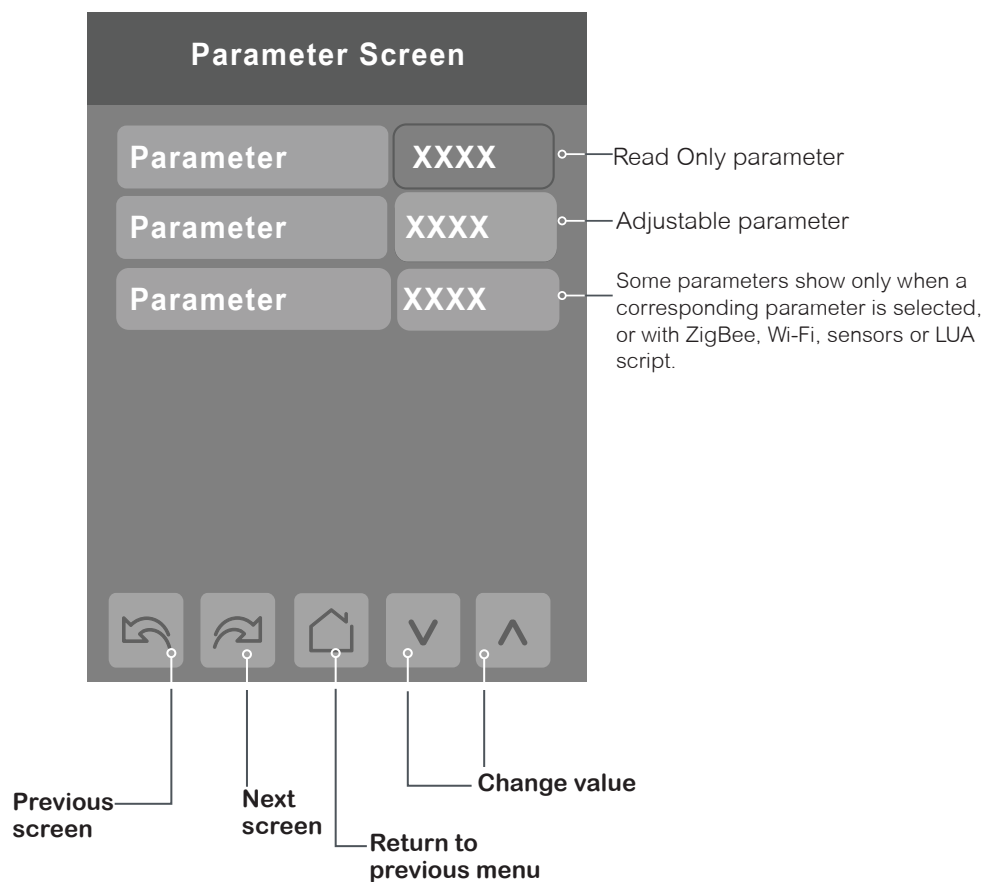 Parameter Screen
Parameter XXXX
Read Only parameter
Parameter XXXX
Adjustable parameter
Parameter XXXX
Some parameters show only when a
corresponding parameter is selected,
or with ZigBee, Wi-Fi, sensors or LUA
script.
Previous
screen
Next
screen
Return to
previous menu
Change value